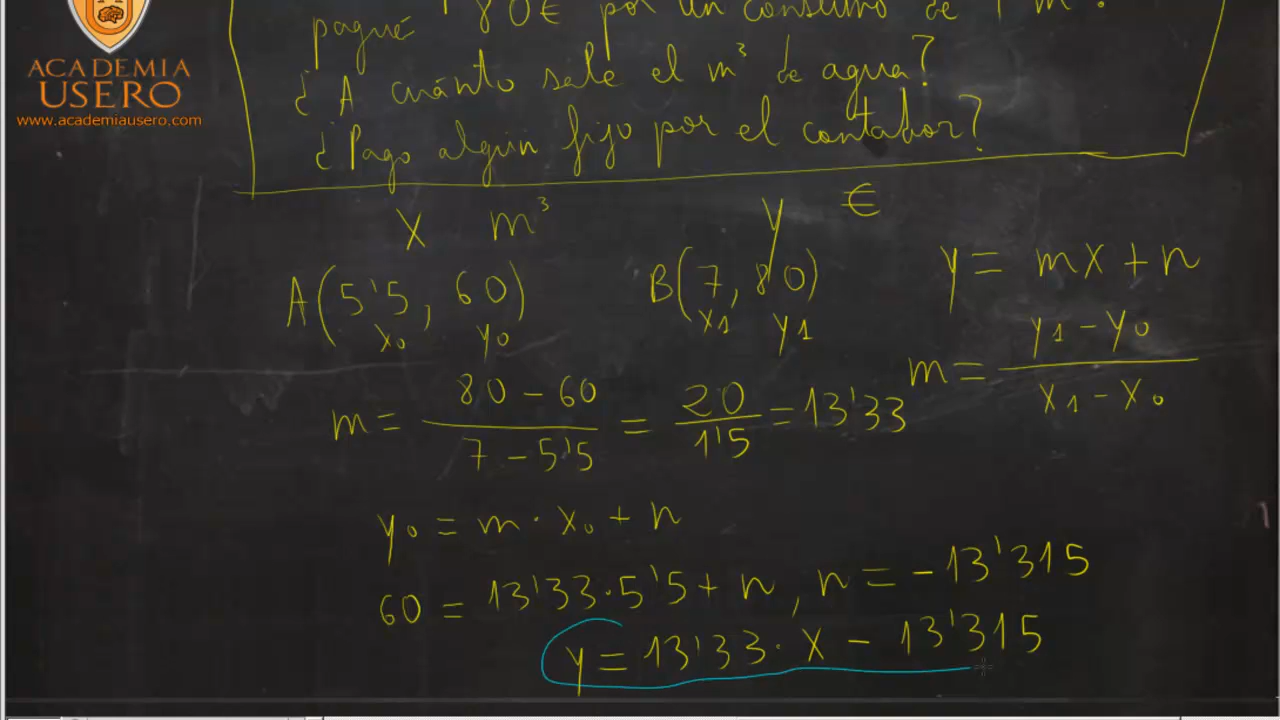 pagué 80€ por un consumo de 7 m³.
ACADEMIA
USERO
www.academiausero.com
¿A cuánto sale el m³ de agua?
¿Pago algún fijo por el contador?
X m³ y €
A(5'5, 60) B(7, 80) y = mx + n
x₀ y₀ x₁ y₁
m = (y₁ - y₀) / (x₁ - x₀)
m = (80 - 60) / (7 - 5'5) = 20 / 1'5 = 13'33
y₀ = m · x₀ + n
60 = 13'33 · 5'5 + n, n = -13'315
y = 13'33 · x - 13'315